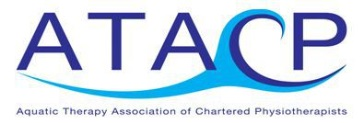 ATACP
Aquatic Therapy Association of Chartered Physiotherapists